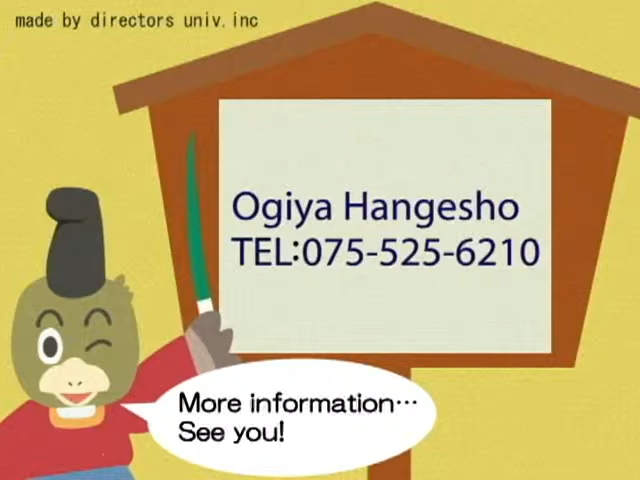 made by directors univ.inc
Ogiya Hangesho
TEL:075-525-6210
More information…
See you!